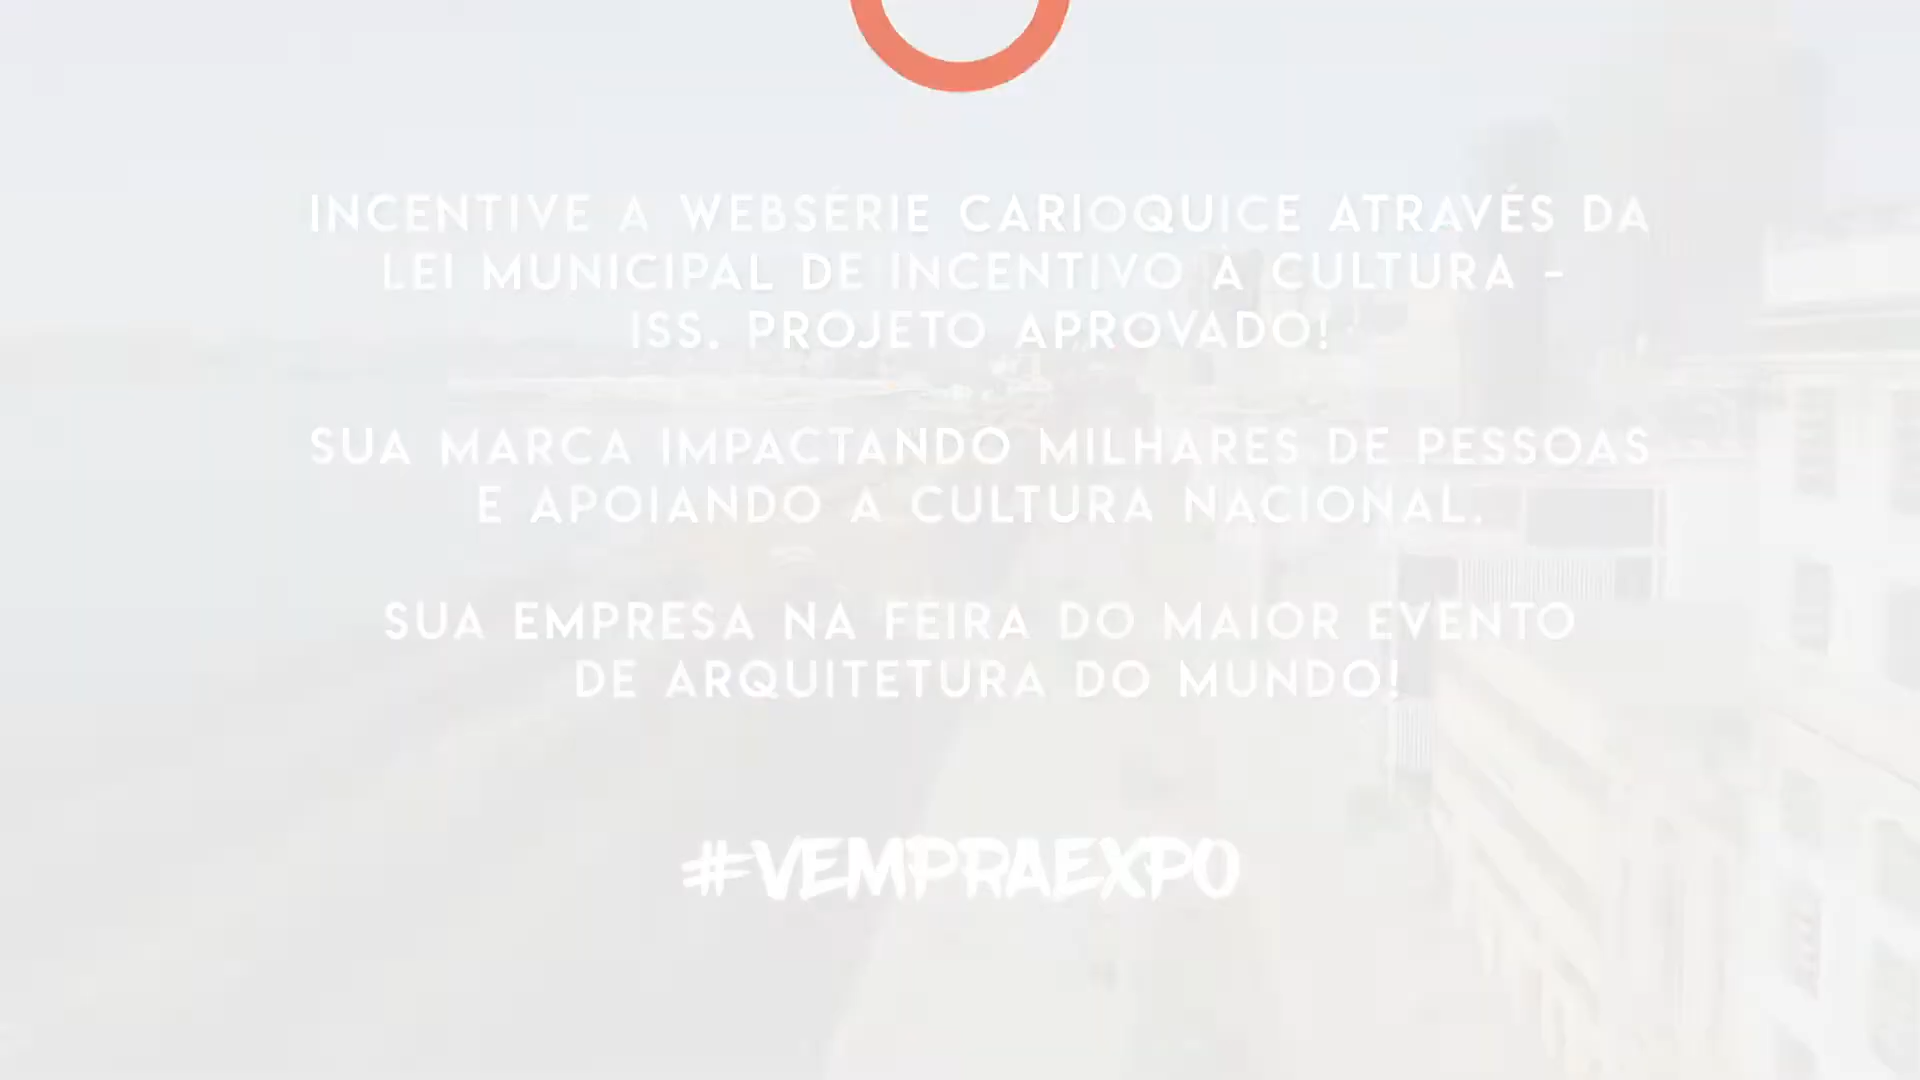 INCENTIVE A WEBSÉRIE CARIOQUICE ATRAVÉS DA
LEI MUNICIPAL DE INCENTIVO À CULTURA -
ISS. PROJETO APROVADO!
SUA MARCA IMPACTANDO MILHARES DE PESSOAS
E APOIANDO A CULTURA NACIONAL.
SUA EMPRESA NA FEIRA DO MAIOR EVENTO
DE ARQUITETURA DO MUNDO!
#VEMPRAEXPO